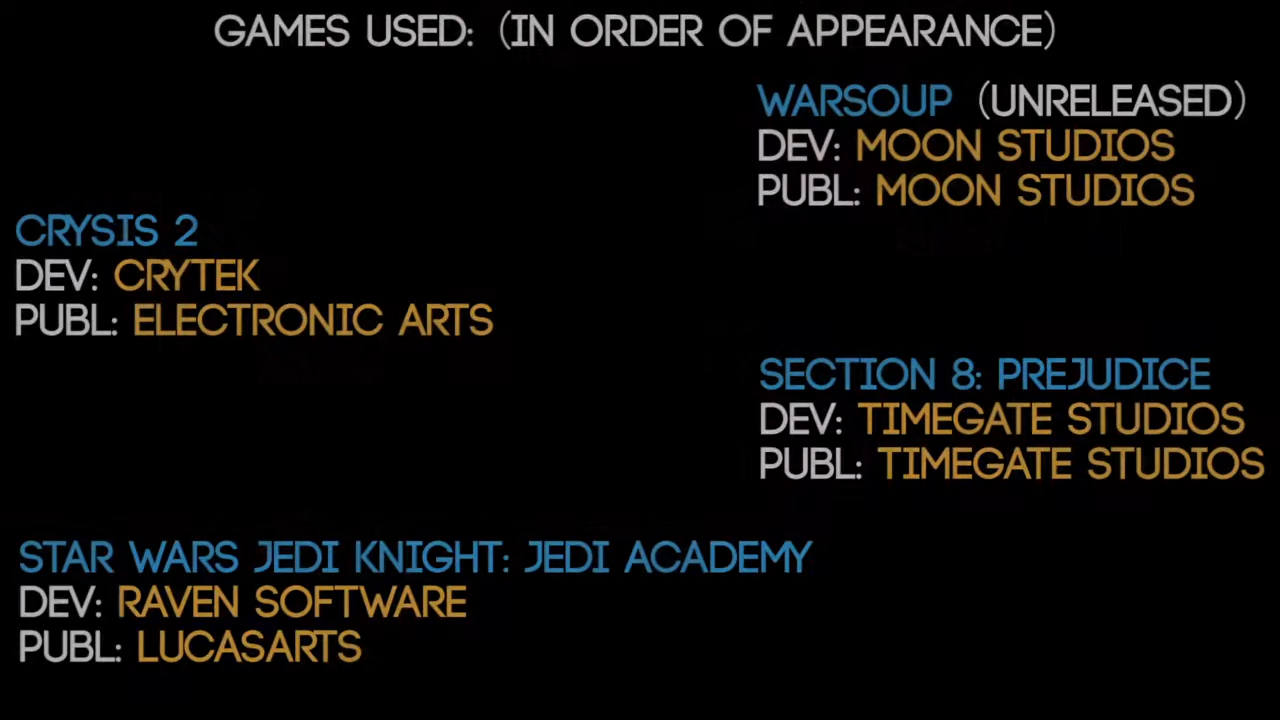 GAMES USED: (IN ORDER OF APPEARANCE)
WARSOUP (UNRELEASED)
DEV: MOON STUDIOS
PUBL: MOON STUDIOS
CRYSIS 2
DEV: CRYTEK
PUBL: ELECTRONIC ARTS
SECTION 8: PREJUDICE
DEV: TIMEGATE STUDIOS
PUBL: TIMEGATE STUDIOS
STAR WARS JEDI KNIGHT: JEDI ACADEMY
DEV: RAVEN SOFTWARE
PUBL: LUCASARTS